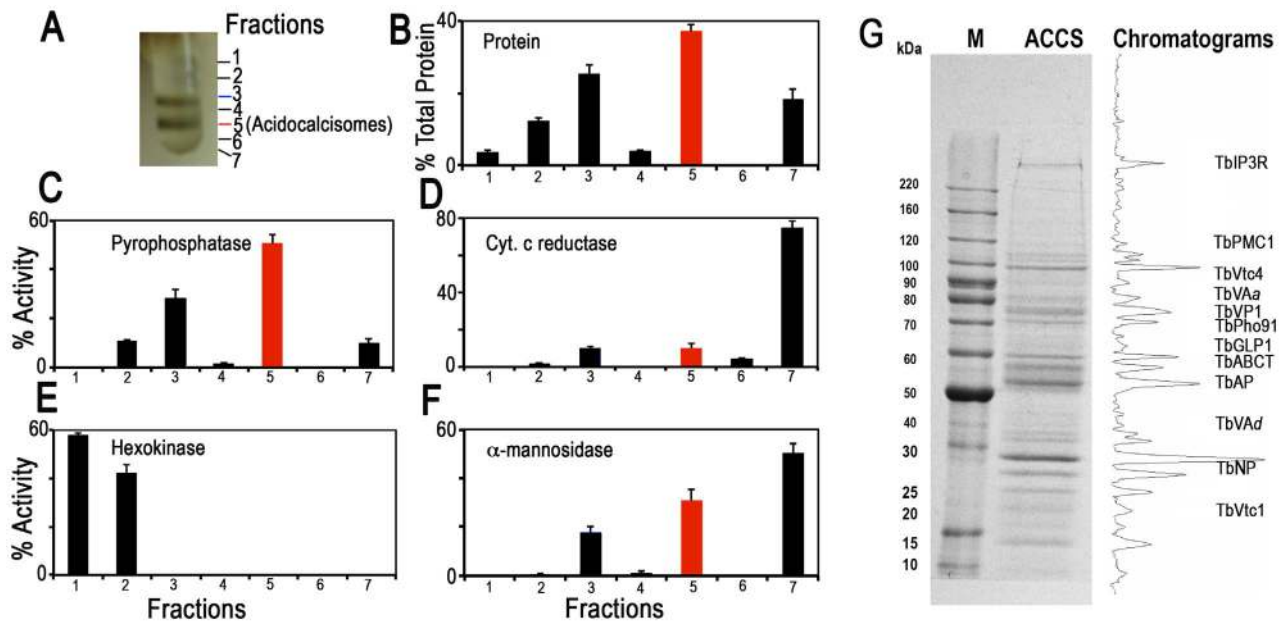 A
Fractions
1
2
3
4
5 (Acidocalcisomes)
6
7
B
Protein
% Total Protein
40
20
0
1 2 3 4 5 6 7
C
Pyrophosphatase
% Activity
60
0
1 2 3 4 5 6 7
D
Cyt. c reductase
80
40
0
1 2 3 4 5 6 7
E
Hexokinase
% Activity
60
0
1 2 3 4 5 6 7
Fractions
F
α-mannosidase
60
0
1 2 3 4 5 6 7
Fractions
G
kDa
M
ACCS
Chromatograms
220
160
120
100
90
80
70
60
50
40
30
25
20
15
10
TbIP3R
TbPMC1
TbVtc4
TbVAa
TbVP1
TbPho91
TbGLP1
TbABCT
TbAP
TbVAd
TbNP
TbVtc1